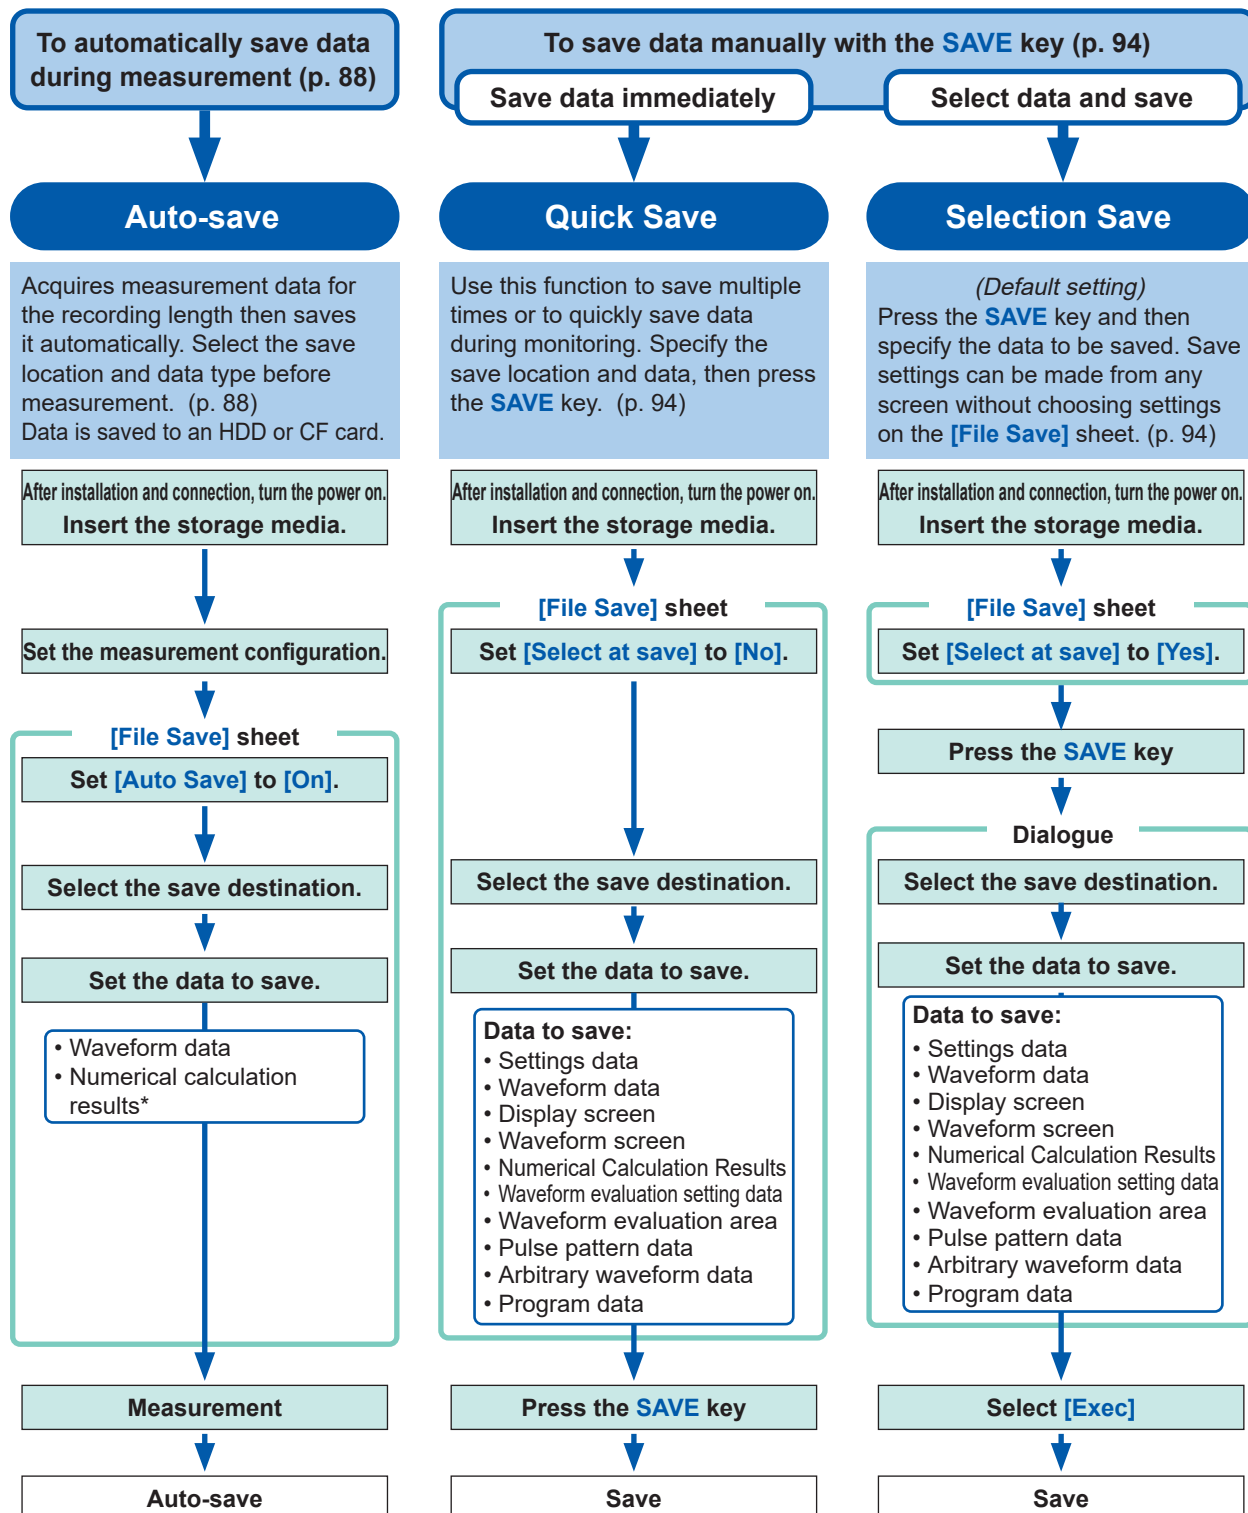 To automatically save data
during measurement (p. 88)
To save data manually with the SAVE key (p. 94)
Save data immediately
Select data and save
Auto-save
Acquires measurement data for
the recording length then saves
it automatically. Select the save
location and data type before
measurement. (p. 88)
Data is saved to an HDD or CF card.
After installation and connection, turn the power on.
Insert the storage media.
Set the measurement configuration.
[File Save] sheet
Set [Auto Save] to [On].
Select the save destination.
Set the data to save.
• Waveform data
• Numerical calculation
results*
Measurement
Auto-save
Quick Save
Use this function to save multiple
times or to quickly save data
during monitoring. Specify the
save location and data, then press
the SAVE key. (p. 94)
After installation and connection, turn the power on.
Insert the storage media.
[File Save] sheet
Set [Select at save] to [No].
Select the save destination.
Set the data to save.
Data to save:
• Settings data
• Waveform data
• Display screen
• Waveform screen
• Numerical Calculation Results
• Waveform evaluation setting data
• Waveform evaluation area
• Pulse pattern data
• Arbitrary waveform data
• Program data
Press the SAVE key
Save
Selection Save
(Default setting)
Press the SAVE key and then
specify the data to be saved. Save
settings can be made from any
screen without choosing settings
on the [File Save] sheet. (p. 94)
After installation and connection, turn the power on.
Insert the storage media.
[File Save] sheet
Set [Select at save] to [Yes].
Press the SAVE key
Dialogue
Select the save destination.
Set the data to save.
Data to save:
• Settings data
• Waveform data
• Display screen
• Waveform screen
• Numerical Calculation Results
• Waveform evaluation setting data
• Waveform evaluation area
• Pulse pattern data
• Arbitrary waveform data
• Program data
Select [Exec]
Save